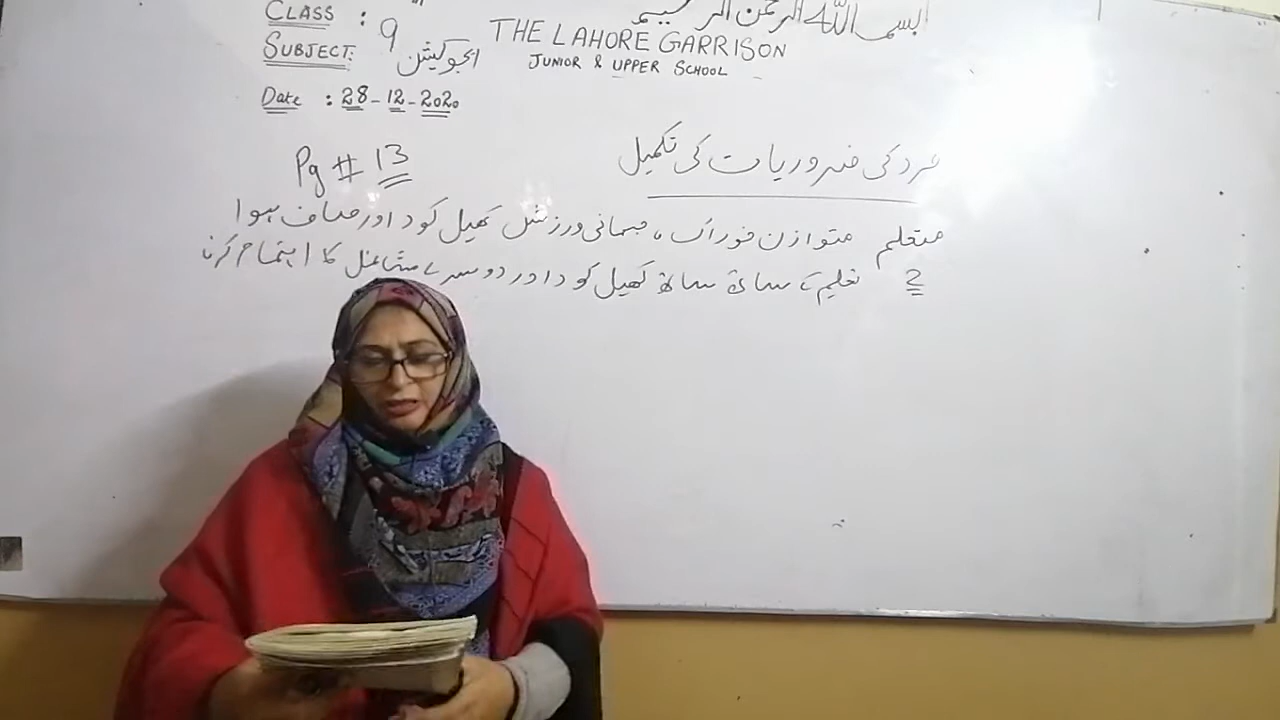 بسم اللہ الرحمن الرحیم
CLASS : 9th
THE LAHORE GARRISON
SUBJECT: ایجوکیشن
JUNIOR & UPPER SCHOOL
Date : 28-12-2020
Pg # 13
فرد کی ضروریات کی تکمیل
متعلم متوازن خوراک، جسمانی ورزش کھیل کود اور صاف ہوا
2 تعلیم کے ساتھ ساتھ کھیل کود اور دوسرے مشاغل کا اہتمام کرنا